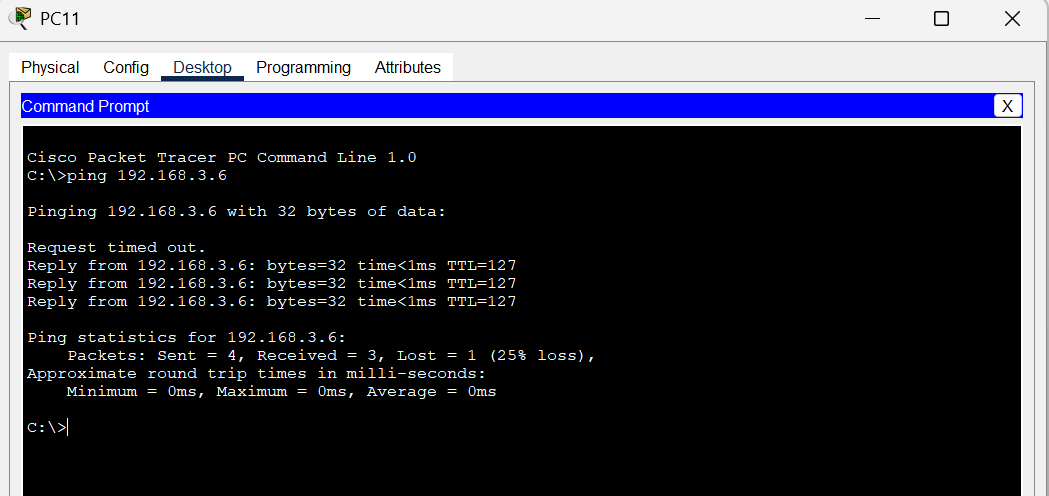 PC11
Physical Config Desktop Programming Attributes
Command Prompt
X
Cisco Packet Tracer PC Command Line 1.0
C:\>ping 192.168.3.6
Pinging 192.168.3.6 with 32 bytes of data:
Request timed out.
Reply from 192.168.3.6: bytes=32 time<1ms TTL=127
Reply from 192.168.3.6: bytes=32 time<1ms TTL=127
Reply from 192.168.3.6: bytes=32 time<1ms TTL=127
Ping statistics for 192.168.3.6:
Packets: Sent = 4, Received = 3, Lost = 1 (25% loss),
Approximate round trip times in milli-seconds:
Minimum = 0ms, Maximum = 0ms, Average = 0ms
C:\>